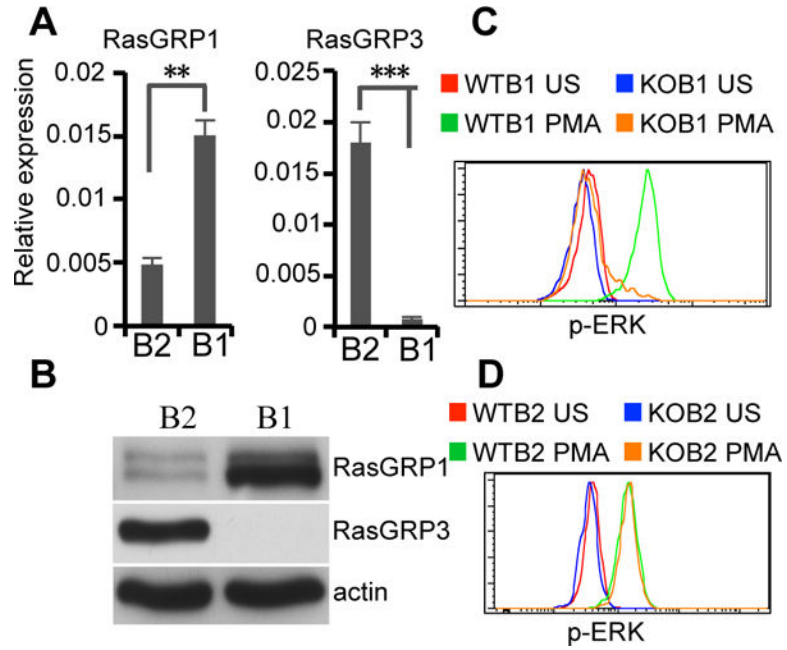 A
RasGRP1
**
Relative expression
0.02
0.015
0.01
0.005
0
B2 B1
RasGRP3
***
0.025
0.02
0.015
0.01
0.005
0
B2 B1
B
B2 B1
RasGRP1
RasGRP3
actin
C
WTB1 US KOB1 US
WTB1 PMA KOB1 PMA
p-ERK
D
WTB2 US KOB2 US
WTB2 PMA KOB2 PMA
p-ERK